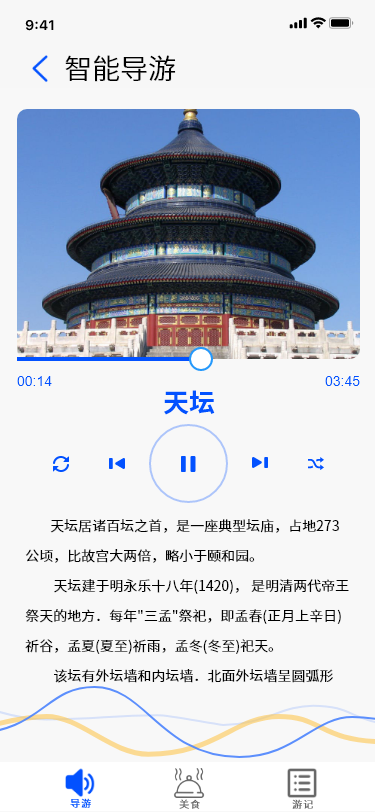 9:41
智能导游
00:14 03:45
天坛
天坛居诸百坛之首，是一座典型坛庙，占地273
公顷，比故宫大两倍，略小于颐和园。
天坛建于明永乐十八年(1420)， 是明清两代帝王
祭天的地方．每年"三孟"祭祀，即孟春(正月上辛日)
祈谷，孟夏(夏至)祈雨，孟冬(冬至)祀天。
该坛有外坛墙和内坛墙．北面外坛墙呈圆弧形
导游 美食 游记